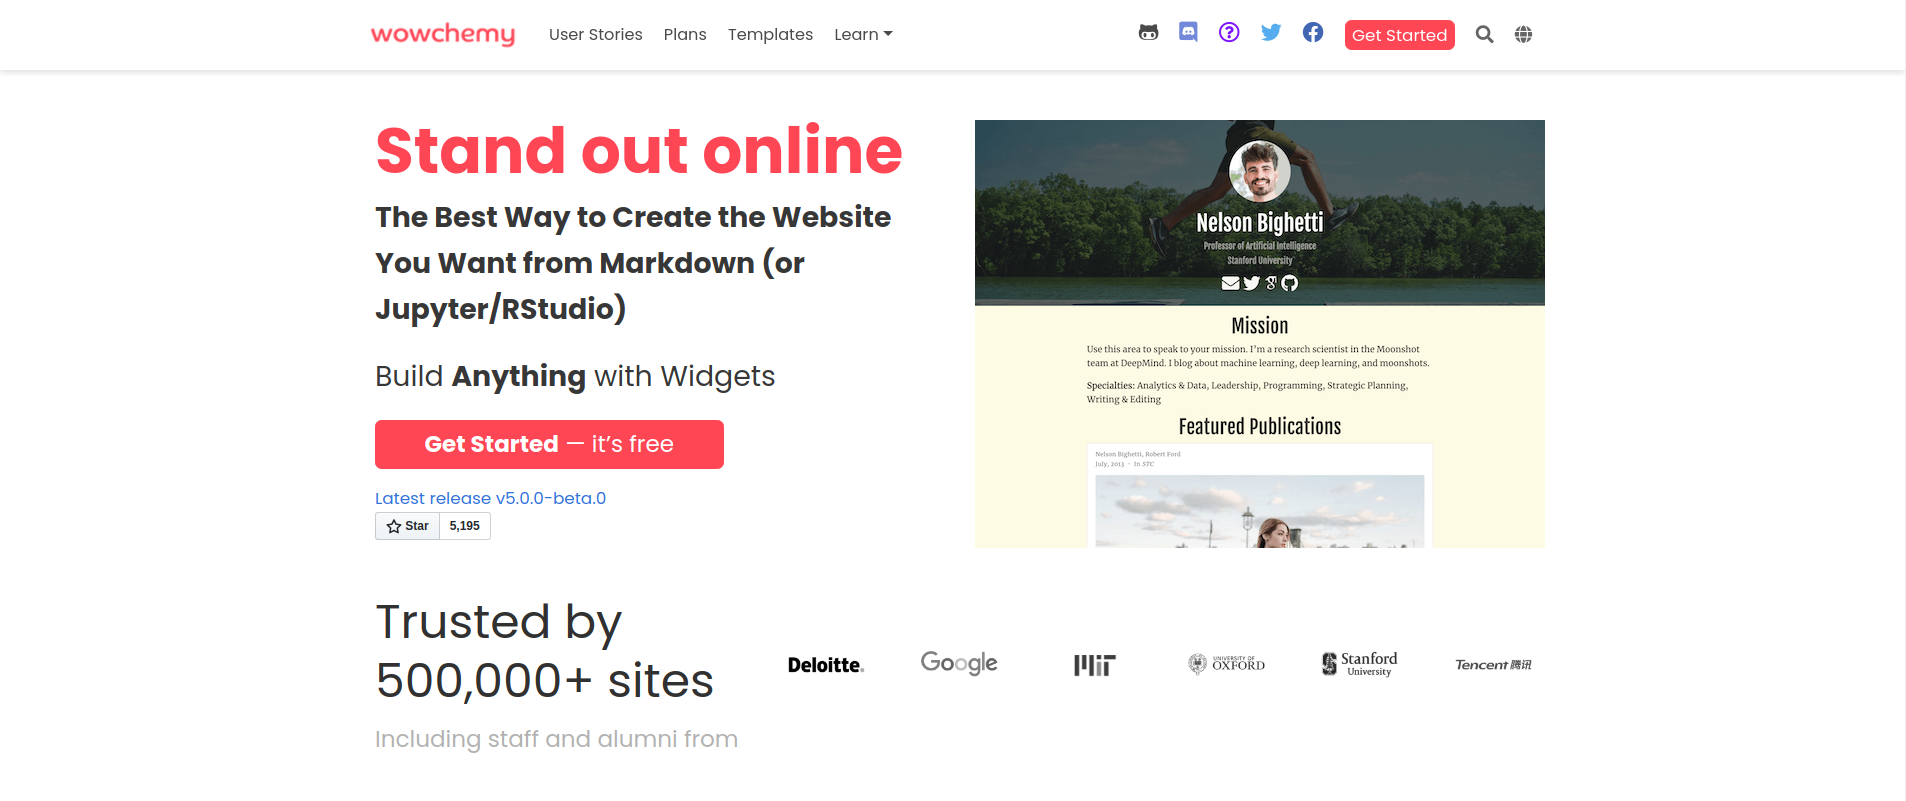 wowchemy
User Stories
Plans
Templates
Learn
Get Started
Stand out online
The Best Way to Create the Website
You Want from Markdown (or
Jupyter/RStudio)
Build Anything with Widgets
Get Started — it’s free
Latest release v5.0.0-beta.0
Star 5,195
Nelson Bighetti
Professor of Artificial Intelligence
Stanford University
Mission
Use this area to speak to your mission. I’m a research scientist in the Moonshot
team at DeepMind. I blog about machine learning, deep learning, and moonshots.
Specialties: Analytics & Data, Leadership, Programming, Strategic Planning,
Writing & Editing
Featured Publications
Nelson Bighetti, Robert Ford
July, 2013 · In STC
Trusted by
500,000+ sites
Including staff and alumni from
Deloitte.
Google
MIT
UNIVERSITY OF
OXFORD
Stanford
University
Tencent 腾讯